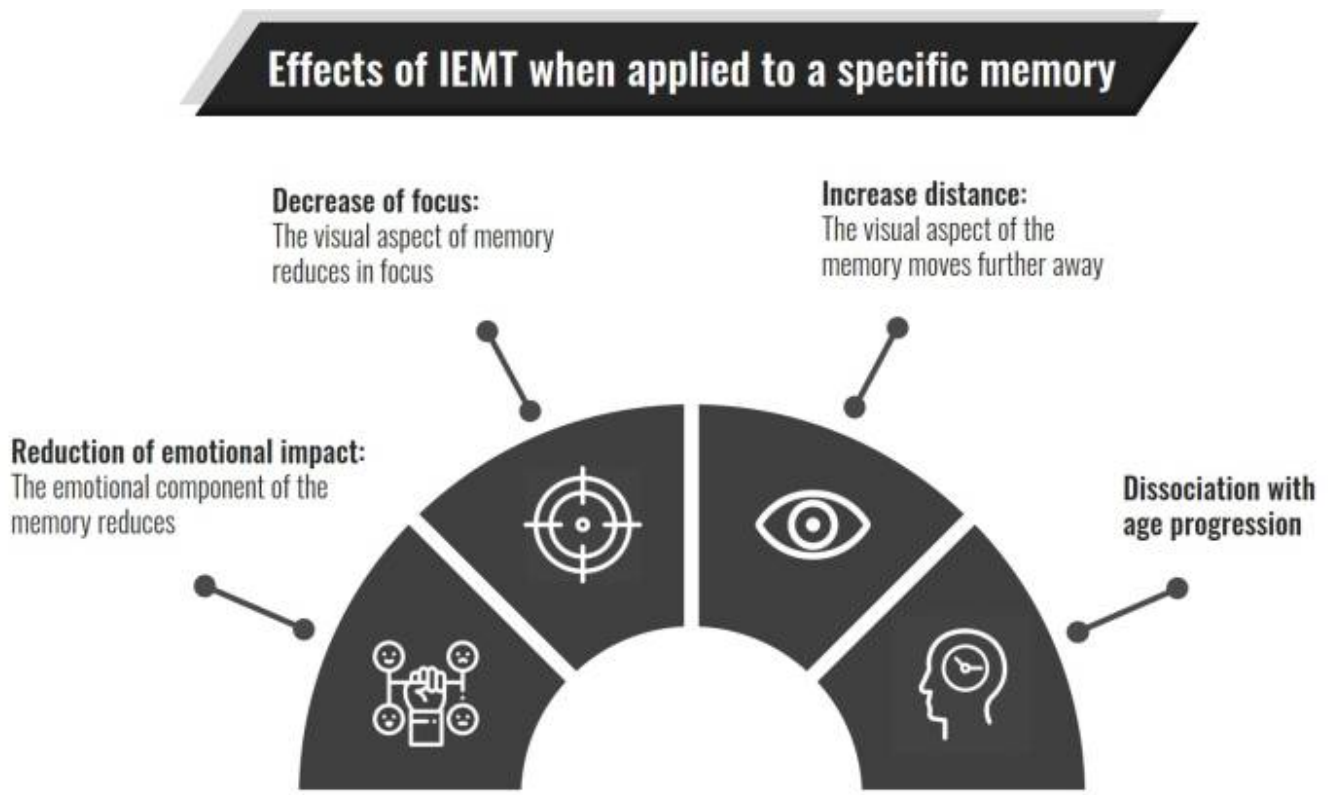 Effects of IEMT when applied to a specific memory
Decrease of focus:
The visual aspect of memory
reduces in focus
Increase distance:
The visual aspect of the
memory moves further away
Reduction of emotional impact:
The emotional component of the
memory reduces
Dissociation with
age progression